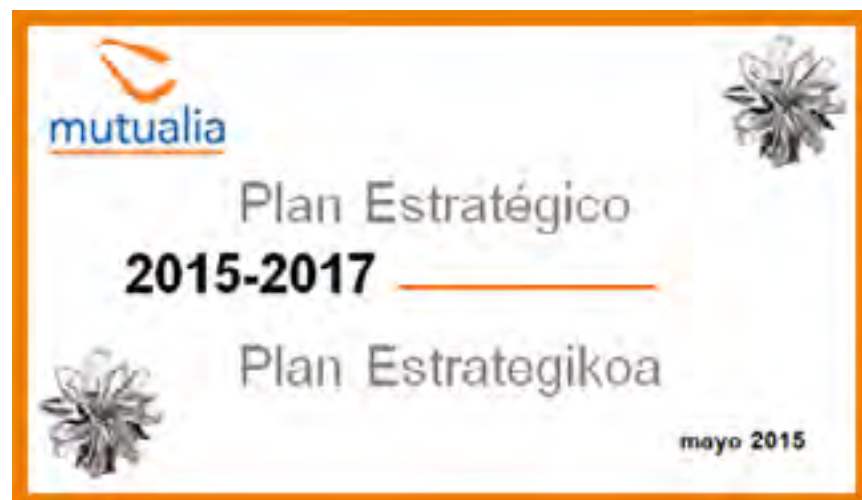 mutualia
Plan Estratégico
2015-2017
Plan Estrategikoa
mayo 2015